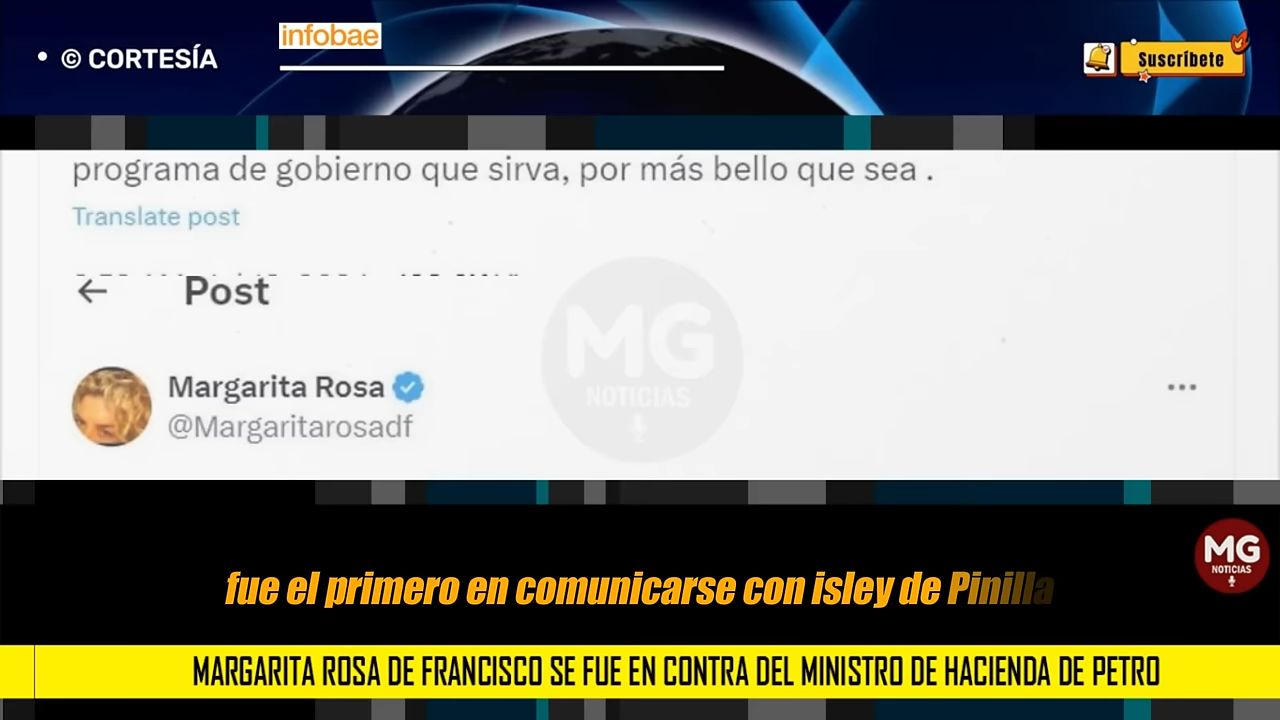 infobae
• © CORTESÍA
Suscríbete
programa de gobierno que sirva, por más bello que sea .
Translate post
Post
MG
NOTICIAS
Margarita Rosa
@Margaritarosadf
MG
NOTICIAS
fue el primero en comunicarse con isley de Pinilla
MARGARITA ROSA DE FRANCISCO SE FUE EN CONTRA DEL MINISTRO DE HACIENDA DE PETRO